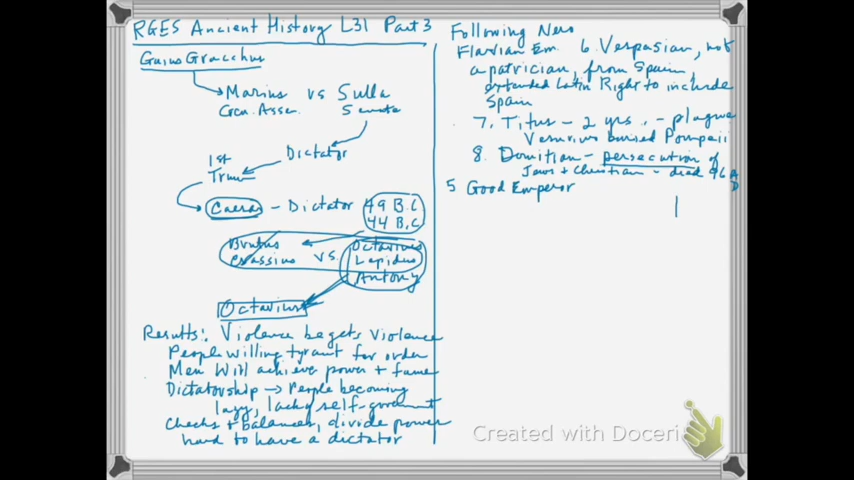 RGES Ancient History L31 Part 3
Gaius Gracchus
Marius vs Sulla
Gen. Assem. Senate
Dictator
1st
Trium
Caesar - Dictator 49 B.C
44 B.C
Brutus
Crassius vs. Octavius
Lepidus
Antony
Octavius
Results: Violence begets violence
People willing tyrant for order
Men will achieve power + fame
Dictatorship → People becoming
lazy, lacks self-government
Checks + balances, divide power
hard to have a dictator
Following Nero
Flavian Em. 6. Vespasian, not
a patrician, from Spain,
extended Latin Right to include
Spain
7. Titus - 2 yrs. - plague
Vesuvius buried Pompeii
8. Domitian - persecution of
Jews + Christian - dead 96 AD
5 Good Emperor
Created with Doceri